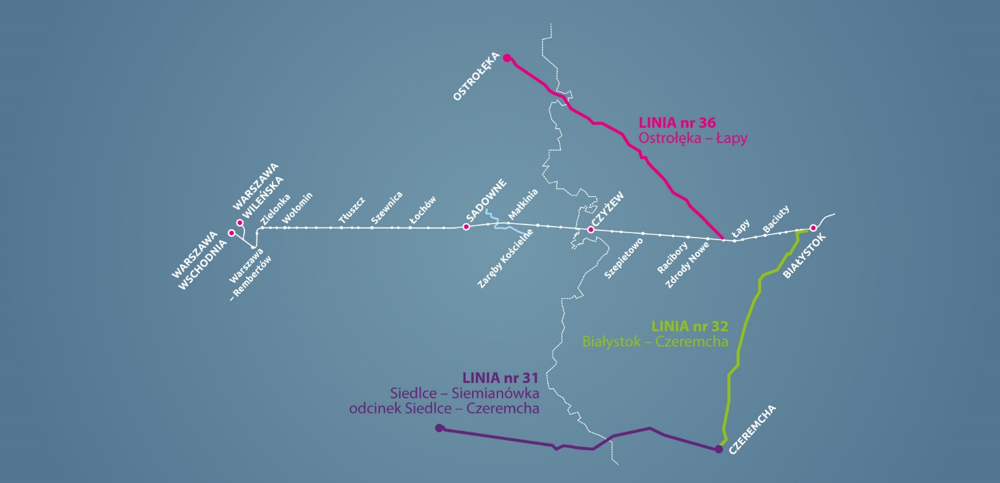 OSTROŁĘKA
LINIA nr 36
Ostrołęka – Łapy
WARSZAWA
WILEŃSKA
Zielonka
Wołomin
Tłuszcz
Szewnica
Łochów
SADOWNE
Małkinia
CZYŻEW
Łapy
Baciuty
WARSZAWA
WSCHODNIA
Warszawa
– Rembertów
Zaręby Kościelne
Szepietowo
Racibory
Zdrody Nowe
BIAŁYSTOK
LINIA nr 32
Białystok – Czeremcha
LINIA nr 31
Siedlce – Siemianówka
odcinek Siedlce – Czeremcha
CZEREMCHA